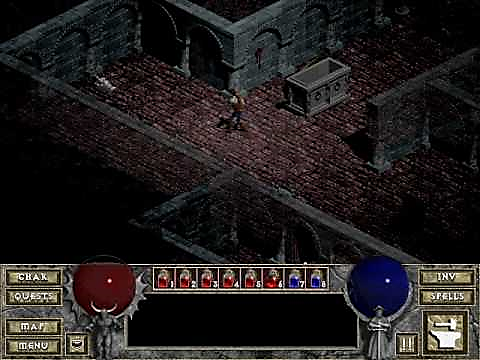 CHAR
QUESTS
MAP
MENU
1 2 3 4 5 6 7 8
INV
SPELLS